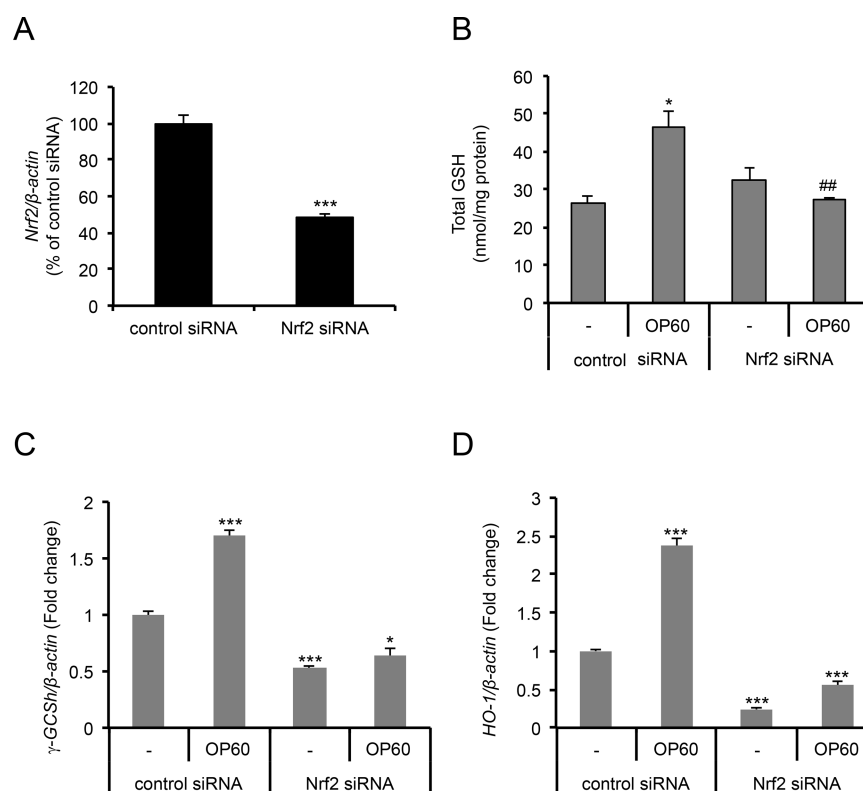 A
Nrf2/β-actin
(% of control siRNA)
120
100
80
60
40
20
0
***
control siRNA
Nrf2 siRNA
B
Total GSH
(nmol/mg protein)
60
50
40
30
20
10
0
*
##
- OP60 - OP60
control siRNA Nrf2 siRNA
C
γ-GCSh/β-actin (Fold change)
2
1.5
1
0.5
0
***
***
*
- OP60 - OP60
control siRNA Nrf2 siRNA
D
HO-1/β-actin (Fold change)
3
2.5
2
1.5
1
0.5
0
***
***
***
- OP60 - OP60
control siRNA Nrf2 siRNA